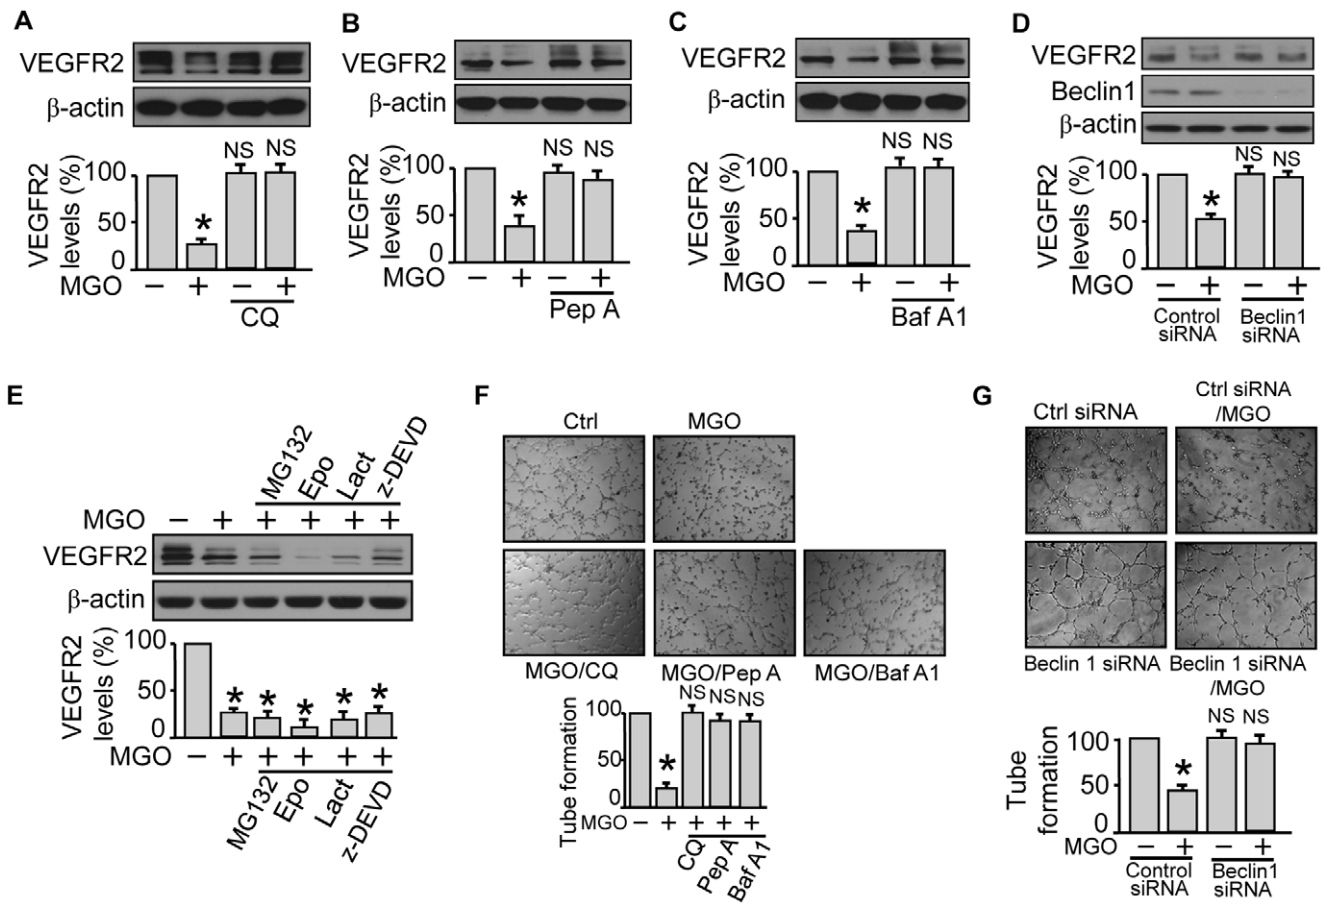 A
VEGFR2
β-actin
VEGFR2
levels (%)
100
50
0
*
NS NS
MGO − + − +
CQ
B
VEGFR2
β-actin
VEGFR2
levels (%)
100
50
0
*
NS NS
MGO − + − +
Pep A
C
VEGFR2
β-actin
VEGFR2
levels (%)
100
50
0
*
NS NS
MGO − + − +
Baf A1
D
VEGFR2
Beclin1
β-actin
VEGFR2
levels (%)
100
50
0
*
NS NS
MGO − + − +
Control
siRNA
Beclin1
siRNA
E
MG132
Epo
Lact
z-DEVD
MGO − + + + + +
VEGFR2
β-actin
VEGFR2
levels (%)
100
50
0
* * * * *
MGO − + + + + +
MG132
Epo
Lact
z-DEVD
F
Ctrl
MGO
MGO/CQ
MGO/Pep A
MGO/Baf A1
Tube formation
100
50
0
*
NS NS NS
MGO − + + + +
CQ
Pep A
Baf A1
G
Ctrl siRNA
Ctrl siRNA
/MGO
Beclin 1 siRNA
Beclin 1 siRNA
/MGO
Tube
formation
100
50
0
*
NS NS
MGO − + − +
Control
siRNA
Beclin1
siRNA